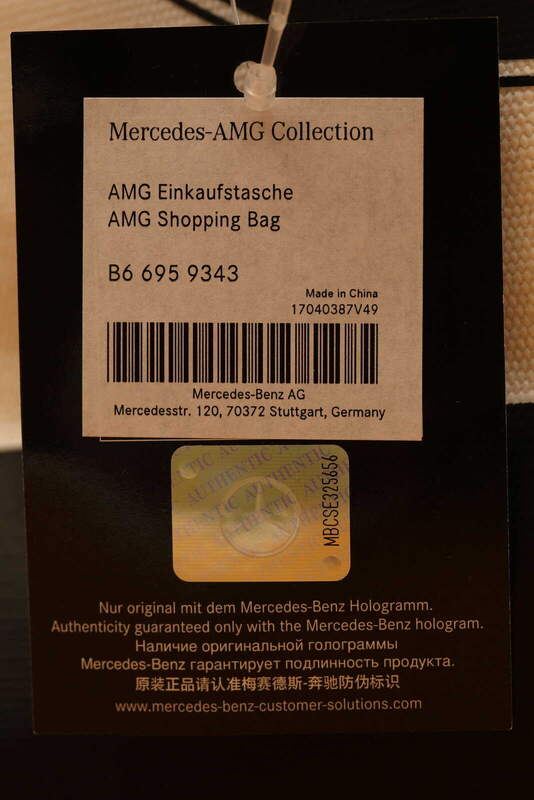 Mercedes-AMG Collection
AMG Einkaufstasche
AMG Shopping Bag
B6 695 9343
Made in China
17040387V49
Mercedes-Benz AG
Mercedesstr. 120, 70372 Stuttgart, Germany
AUTHENTIC AUTHENTIC
MBCSE325656
Nur original mit dem Mercedes-Benz Hologramm.
Authenticity guaranteed only with the Mercedes-Benz hologram.
Наличие оригинальной голограммы
Mercedes-Benz гарантирует подлинность продукта.
原装正品请认准梅赛德斯-奔驰防伪标识
www.mercedes-benz-customer-solutions.com